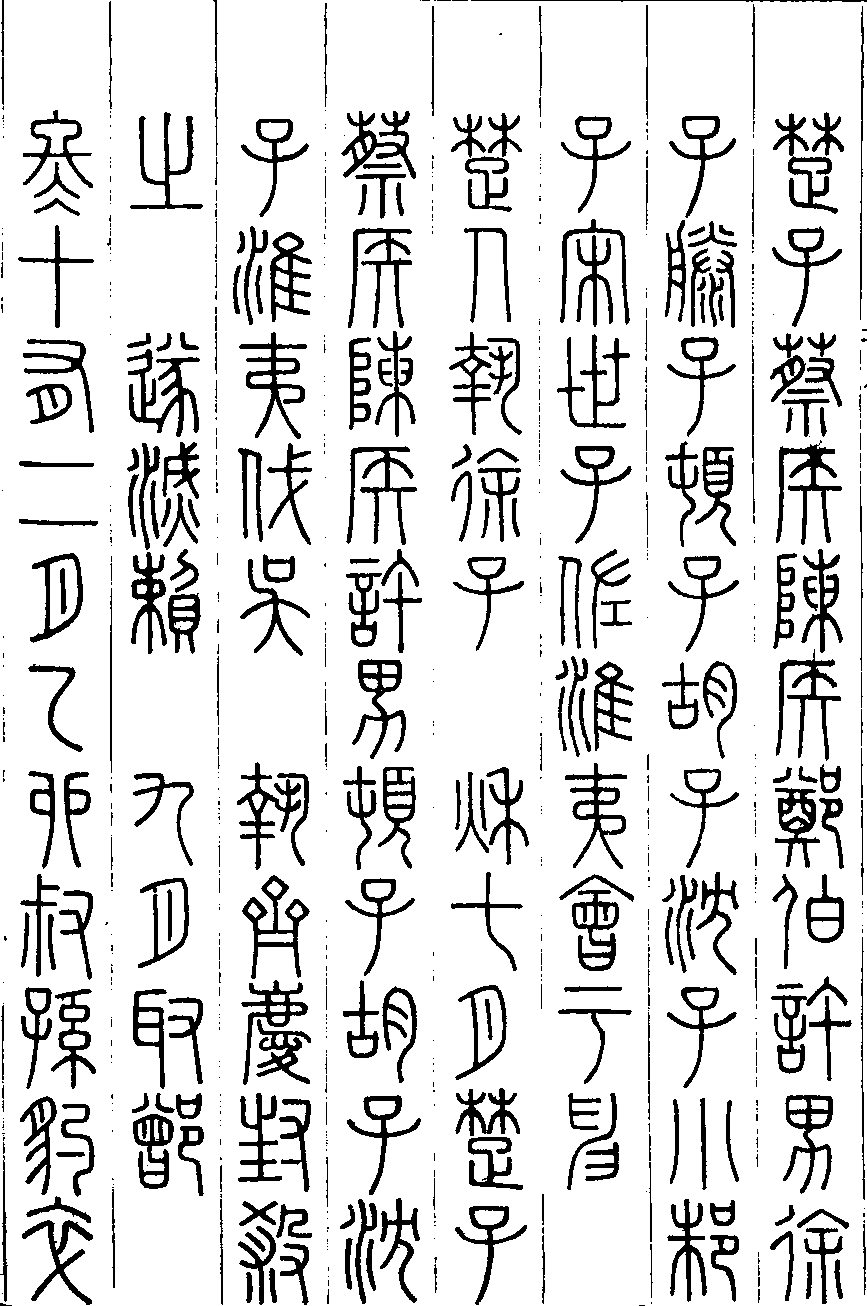 楚子蔡侯陳侯鄭伯許男徐
子滕子頓子胡子沈子小邾
子宋世子佐淮夷會于申
楚人執徐子　秋七月楚子
蔡侯陳侯許男頓子胡子沈
子淮夷伐吳　執齊慶封殺
之　遂滅賴　九月取鄫
冬十有二月乙卯叔孫豹卒